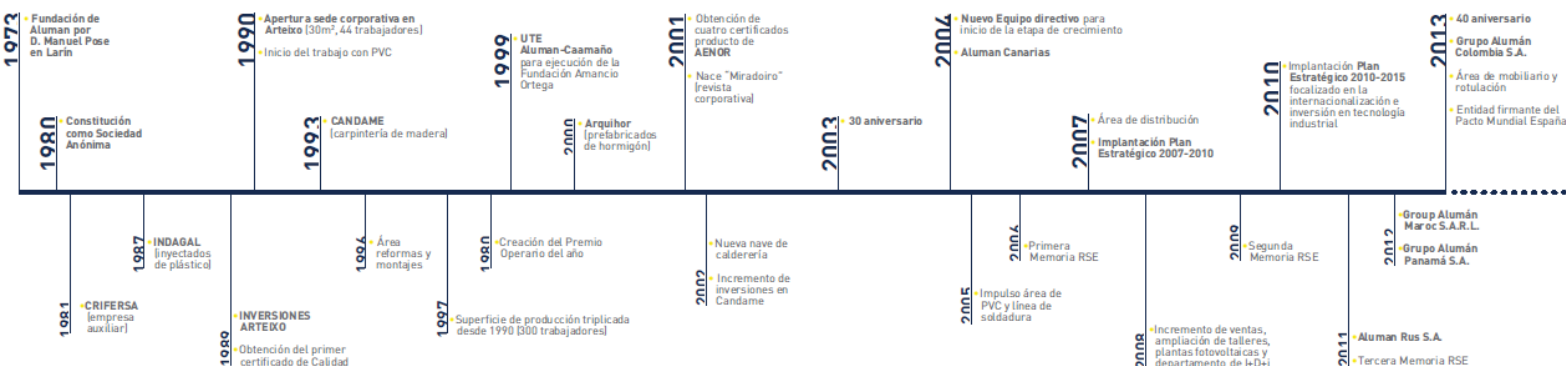 1973
Fundación de
Aluman por
D. Manuel Pose
en Larín
1980
Constitución
como Sociedad
Anónima
1990
Apertura sede corporativa en
Arteixo (30m², 44 trabajadores)
Inicio del trabajo con PVC
1993
CANDAME
(carpintería de madera)
1999
UTE
Aluman-Caamaño
para ejecución de la
Fundación Amancio
Ortega
2000
Arquihor
(prefabricados
de hormigón)
2001
Obtención de
cuatro certificados
producto de
AENOR
Nace "Miradoiro"
(revista
corporativa)
2003
30 aniversario
2004
Nuevo Equipo directivo para
inicio de la etapa de crecimiento
Aluman Canarias
2007
Área de distribución
Implantación Plan
Estratégico 2007-2010
2010
Implantación Plan
Estratégico 2010-2015
focalizado en la
internacionalización e
inversión en tecnología
industrial
2013
40 aniversario
Grupo Alumán
Colombia S.A.
Área de mobiliario y
rotulación
Entidad firmante del
Pacto Mundial España
1981
CRIFERSA
(empresa
auxiliar)
1987
INDAGAL
(inyectados
de plástico)
1989
INVERSIONES
ARTEIXO
Obtención del primer
certificado de Calidad
1994
Área
reformas y
montajes
1997
Superficie de producción triplicada
desde 1990 (300 trabajadores)
1980
Creación del Premio
Operario del año
2002
Nueva nave de
calderería
Incremento de
inversiones en
Candame
2005
Impulso área de
PVC y línea de
soldadura
2004
Primera
Memoria RSE
2008
Incremento de ventas,
ampliación de talleres,
plantas fotovoltaicas y
departamento de I+D+i
2009
Segunda
Memoria RSE
2011
Aluman Rus S.A.
Tercera Memoria RSE
2012
Group Alumán
Maroc S.A.R.L.
Grupo Alumán
Panamá S.A.